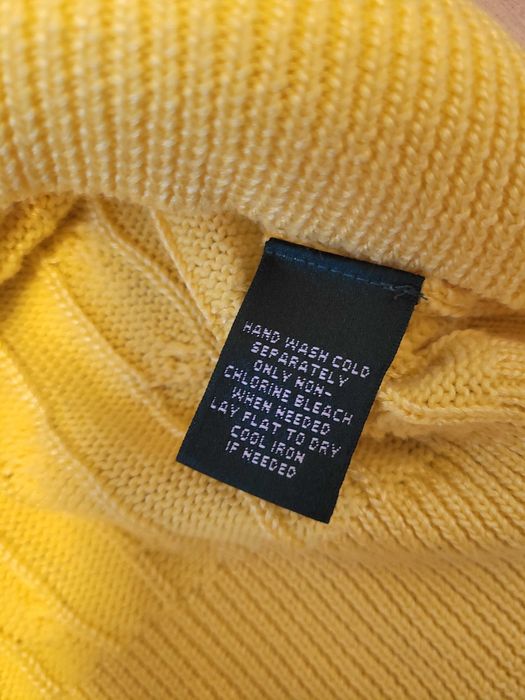 HAND WASH COLD
SEPARATELY
ONLY NON-
CHLORINE BLEACH
WHEN NEEDED
LAY FLAT TO DRY
COOL IRON
IF NEEDED